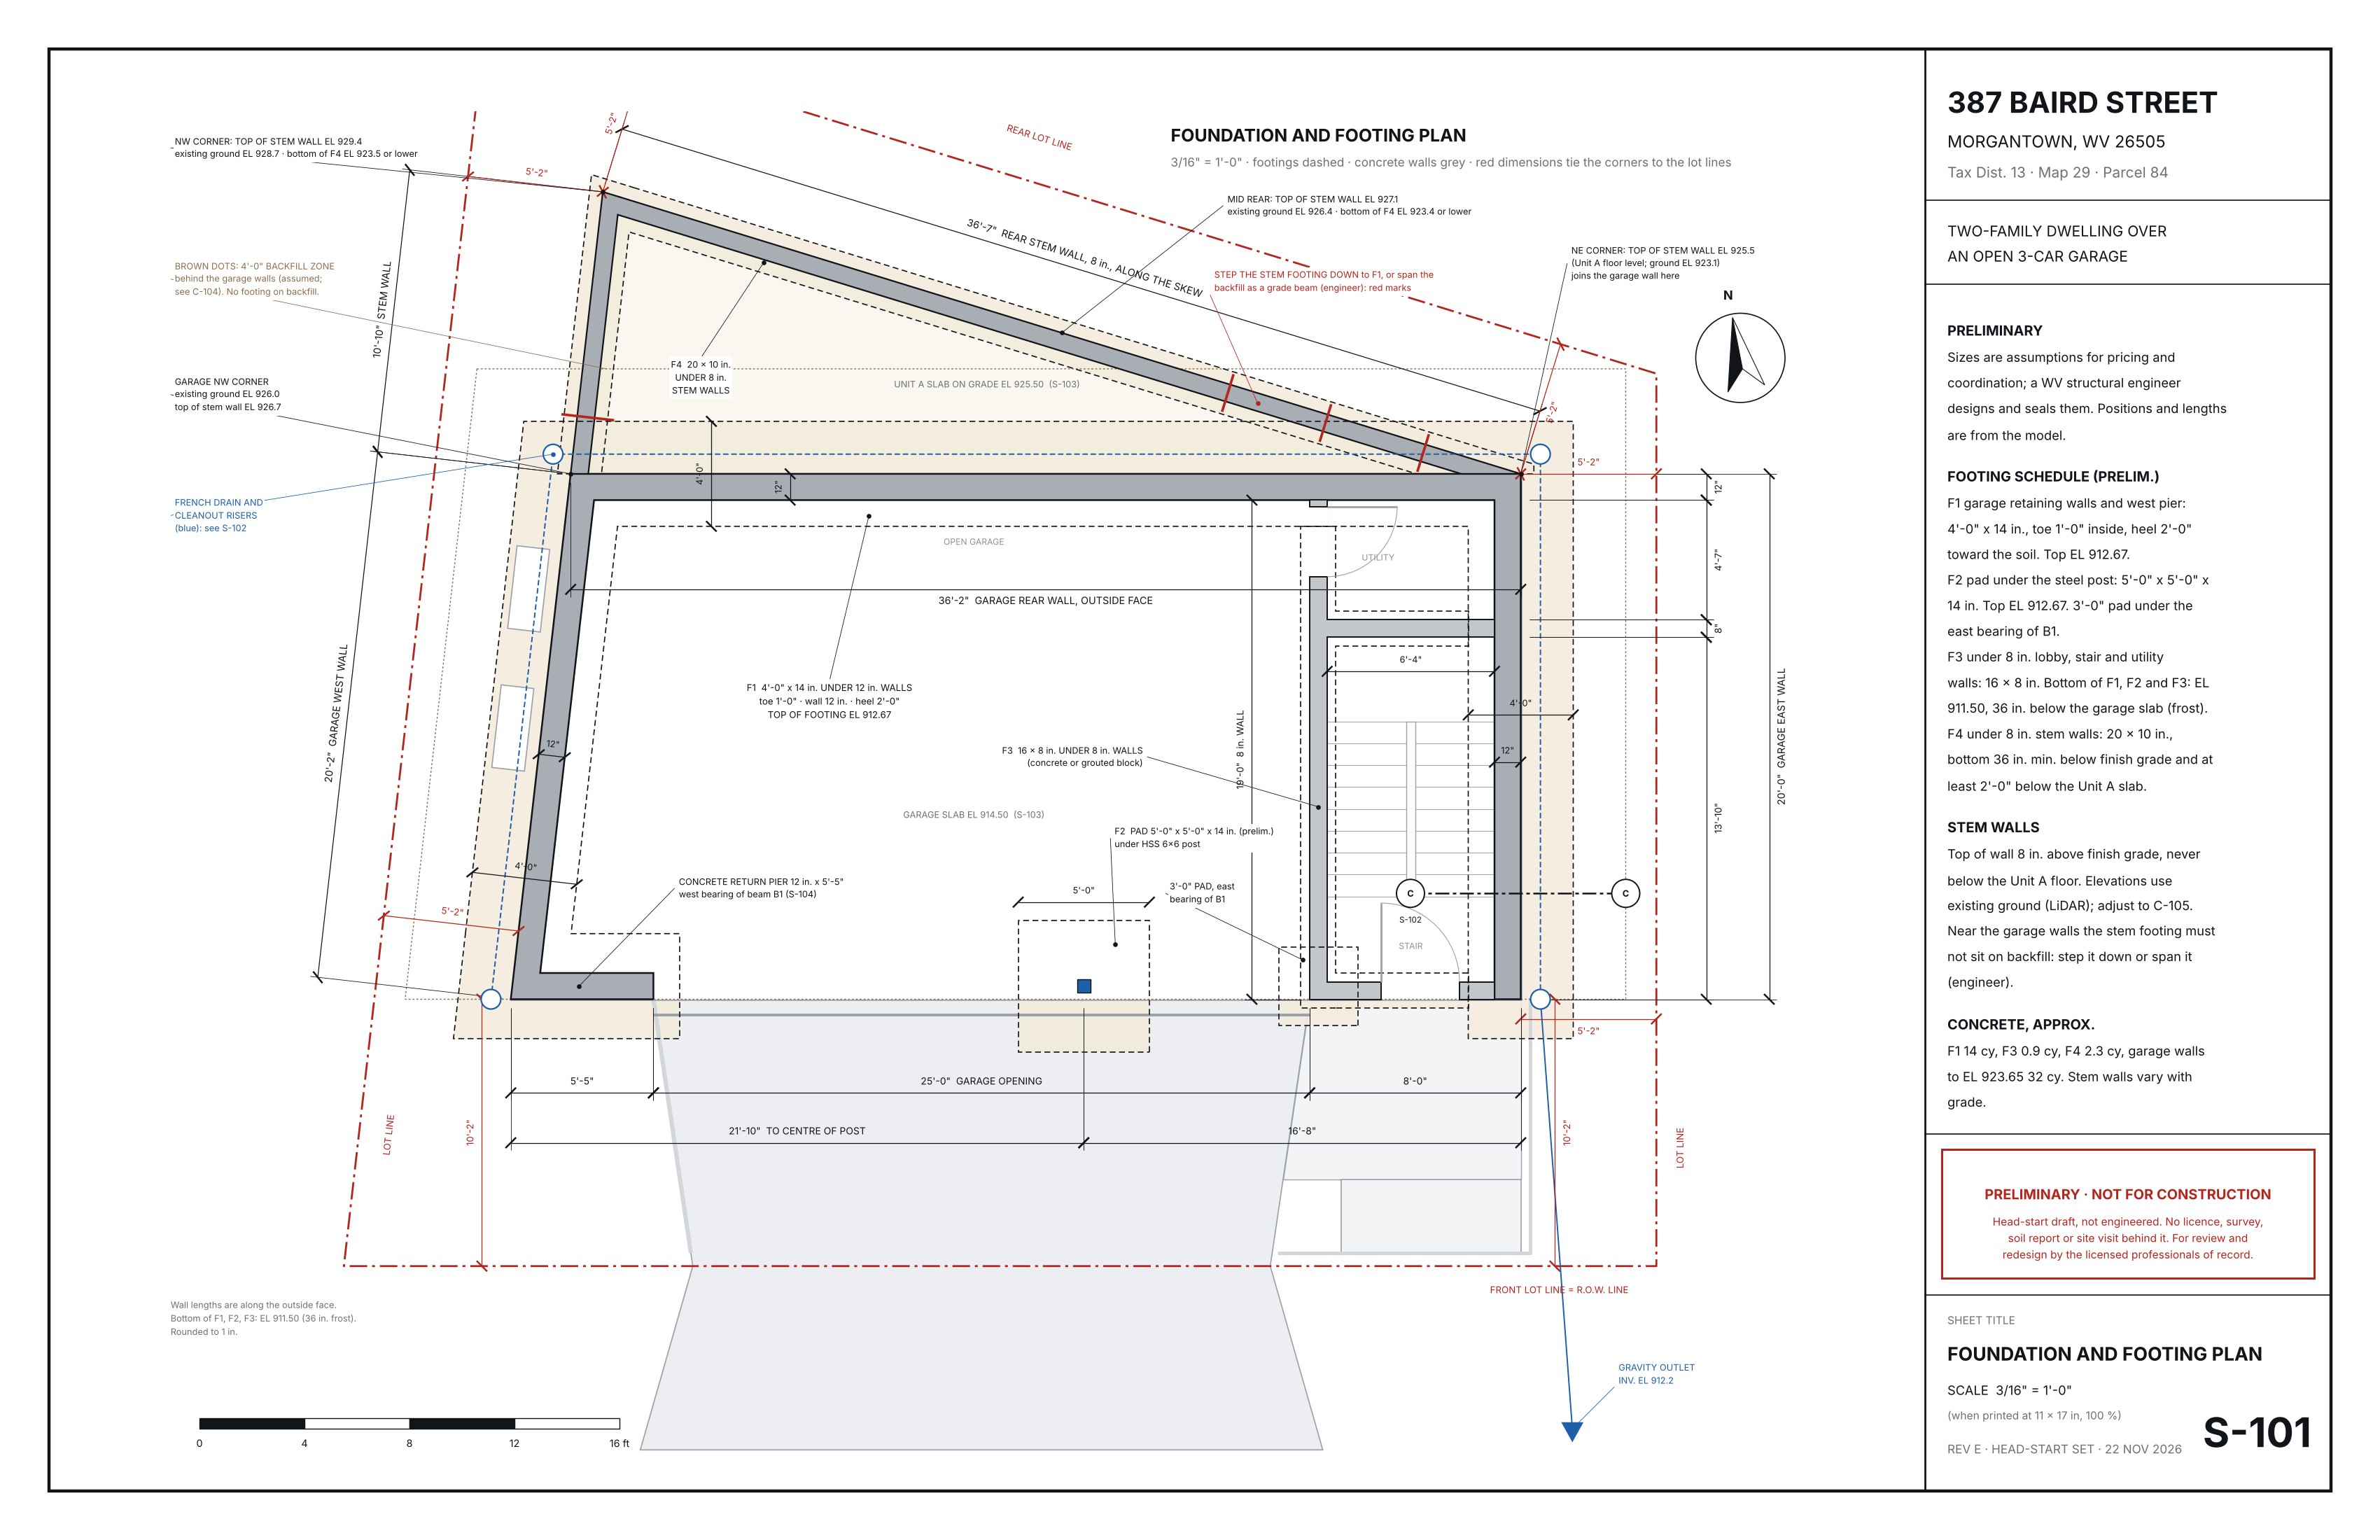 FOUNDATION AND FOOTING PLAN
3/16" = 1'-0" · footings dashed · concrete walls grey · red dimensions tie the corners to the lot lines
REAR LOT LINE
5'-2"
NW CORNER: TOP OF STEM WALL EL 929.4
existing ground EL 928.7 · bottom of F4 EL 923.5 or lower
5'-2"
MID REAR: TOP OF STEM WALL EL 927.1
existing ground EL 926.4 · bottom of F4 EL 923.4 or lower
36'-7" REAR STEM WALL, 8 in., ALONG THE SKEW
NE CORNER: TOP OF STEM WALL EL 925.5
(Unit A floor level; ground EL 923.1)
joins the garage wall here
BROWN DOTS: 4'-0" BACKFILL ZONE
behind the garage walls (assumed;
see C-104). No footing on backfill.
STEP THE STEM FOOTING DOWN to F1, or span the
backfill as a grade beam (engineer): red marks
N
10'-10" STEM WALL
F4 20 × 10 in.
UNDER 8 in.
STEM WALLS
UNIT A SLAB ON GRADE EL 925.50 (S-103)
GARAGE NW CORNER
existing ground EL 926.0
top of stem wall EL 926.7
5'-2"
4'-0"
12"
5'-2"
12"
FRENCH DRAIN AND
CLEANOUT RISERS
(blue): see S-102
OPEN GARAGE
UTILITY
4'-7"
36'-2" GARAGE REAR WALL, OUTSIDE FACE
8"
6'-4"
F1 4'-0" x 14 in. UNDER 12 in. WALLS
toe 1'-0" · wall 12 in. · heel 2'-0"
TOP OF FOOTING EL 912.67
20'-2" GARAGE WEST WALL
4'-0"
20'-0" GARAGE EAST WALL
12"
19'-0" 8 in. WALL
12"
F3 16 × 8 in. UNDER 8 in. WALLS
(concrete or grouted block)
GARAGE SLAB EL 914.50 (S-103)
13'-10"
F2 PAD 5'-0" x 5'-0" x 14 in. (prelim.)
under HSS 6×6 post
4'-0"
CONCRETE RETURN PIER 12 in. x 5'-5"
west bearing of beam B1 (S-104)
5'-0"
3'-0" PAD, east
bearing of B1
C
C
S-102
STAIR
5'-2"
5'-2"
5'-5"
25'-0" GARAGE OPENING
8'-0"
21'-10" TO CENTRE OF POST
16'-8"
LOT LINE
10'-2"
10'-2"
LOT LINE
FRONT LOT LINE = R.O.W. LINE
Wall lengths are along the outside face.
Bottom of F1, F2, F3: EL 911.50 (36 in. frost).
Rounded to 1 in.
GRAVITY OUTLET
INV. EL 912.2
0 4 8 12 16 ft
387 BAIRD STREET
MORGANTOWN, WV 26505
Tax Dist. 13 · Map 29 · Parcel 84
TWO-FAMILY DWELLING OVER
AN OPEN 3-CAR GARAGE
PRELIMINARY
Sizes are assumptions for pricing and
coordination; a WV structural engineer
designs and seals them. Positions and lengths
are from the model.
FOOTING SCHEDULE (PRELIM.)
F1 garage retaining walls and west pier:
4'-0" x 14 in., toe 1'-0" inside, heel 2'-0"
toward the soil. Top EL 912.67.
F2 pad under the steel post: 5'-0" x 5'-0" x
14 in. Top EL 912.67. 3'-0" pad under the
east bearing of B1.
F3 under 8 in. lobby, stair and utility
walls: 16 × 8 in. Bottom of F1, F2 and F3: EL
911.50, 36 in. below the garage slab (frost).
F4 under 8 in. stem walls: 20 × 10 in.,
bottom 36 in. min. below finish grade and at
least 2'-0" below the Unit A slab.
STEM WALLS
Top of wall 8 in. above finish grade, never
below the Unit A floor. Elevations use
existing ground (LiDAR); adjust to C-105.
Near the garage walls the stem footing must
not sit on backfill: step it down or span it
(engineer).
CONCRETE, APPROX.
F1 14 cy, F3 0.9 cy, F4 2.3 cy, garage walls
to EL 923.65 32 cy. Stem walls vary with
grade.
PRELIMINARY · NOT FOR CONSTRUCTION
Head-start draft, not engineered. No licence, survey,
soil report or site visit behind it. For review and
redesign by the licensed professionals of record.
SHEET TITLE
FOUNDATION AND FOOTING PLAN
SCALE 3/16" = 1'-0"
(when printed at 11 × 17 in, 100 %)
REV E · HEAD-START SET · 22 NOV 2026
S-101